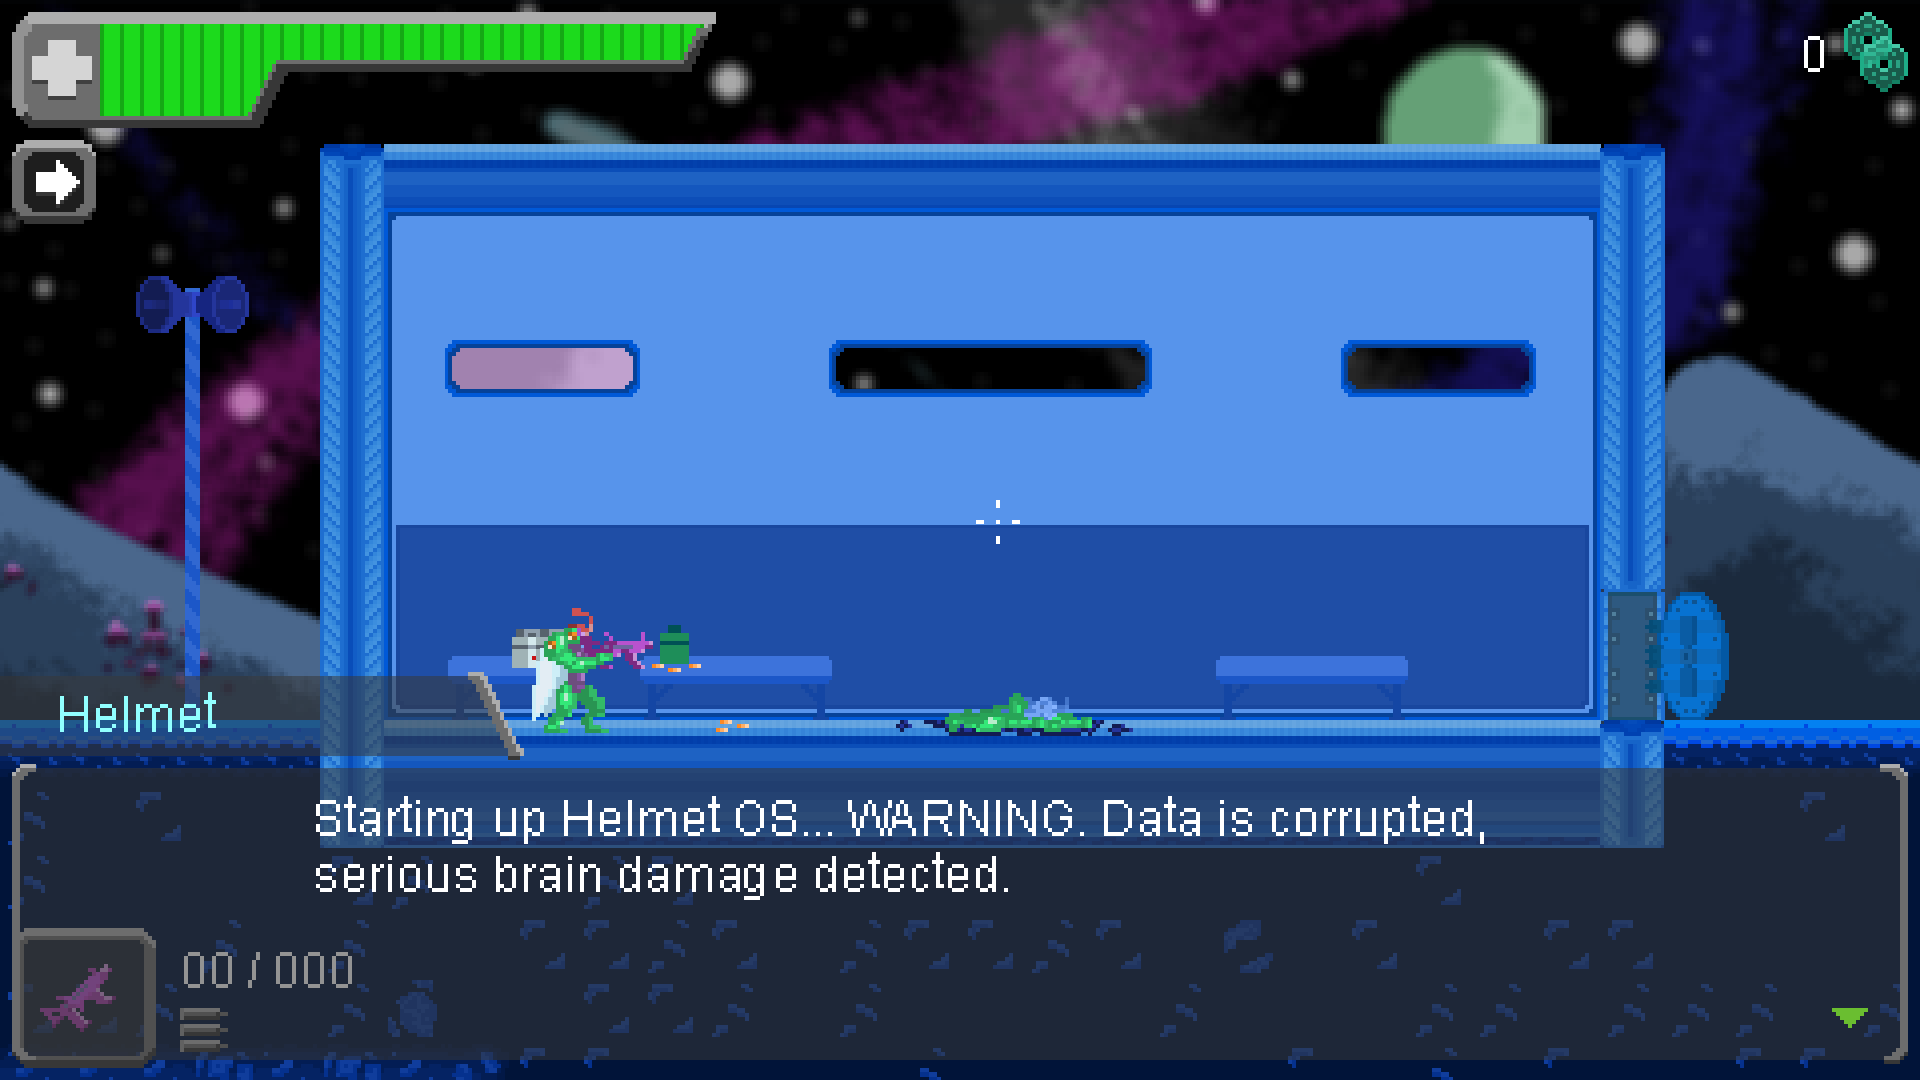 0
Helmet
Starting up Helmet OS... WARNING. Data is corrupted,
serious brain damage detected.
00/000